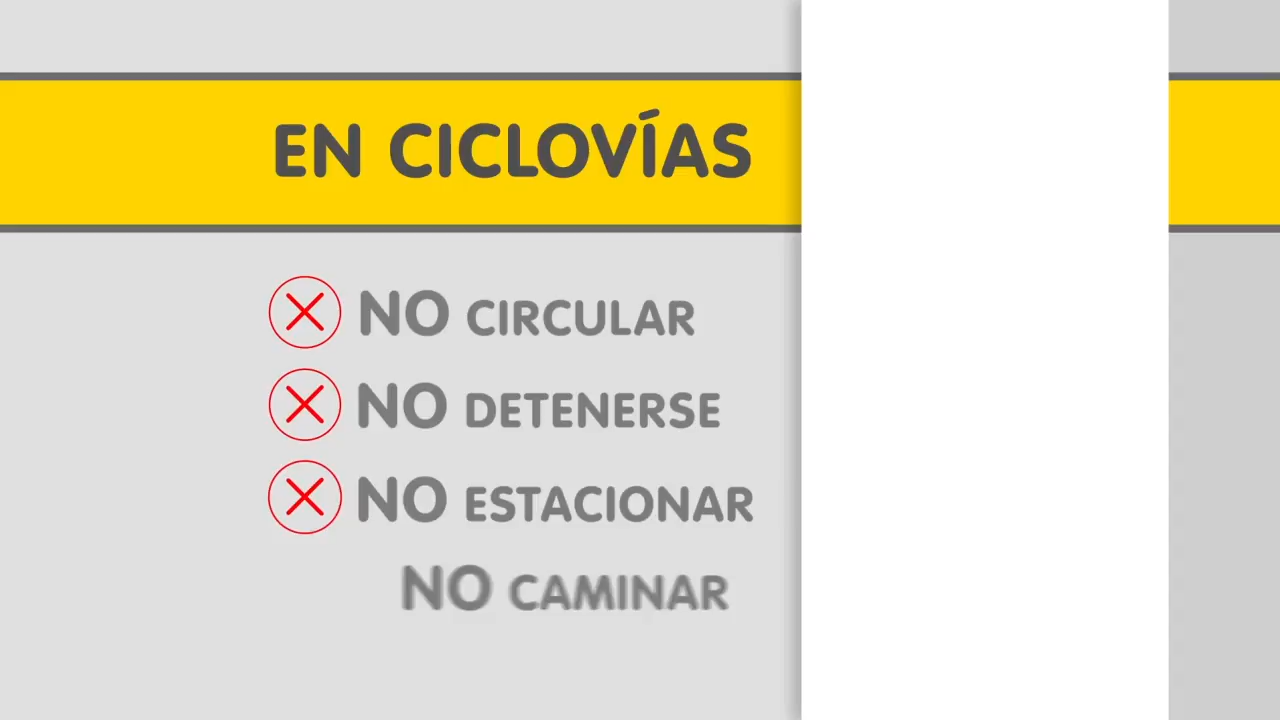 EN CICLOVÍAS
NO CIRCULAR
NO DETENERSE
NO ESTACIONAR
NO CAMINAR